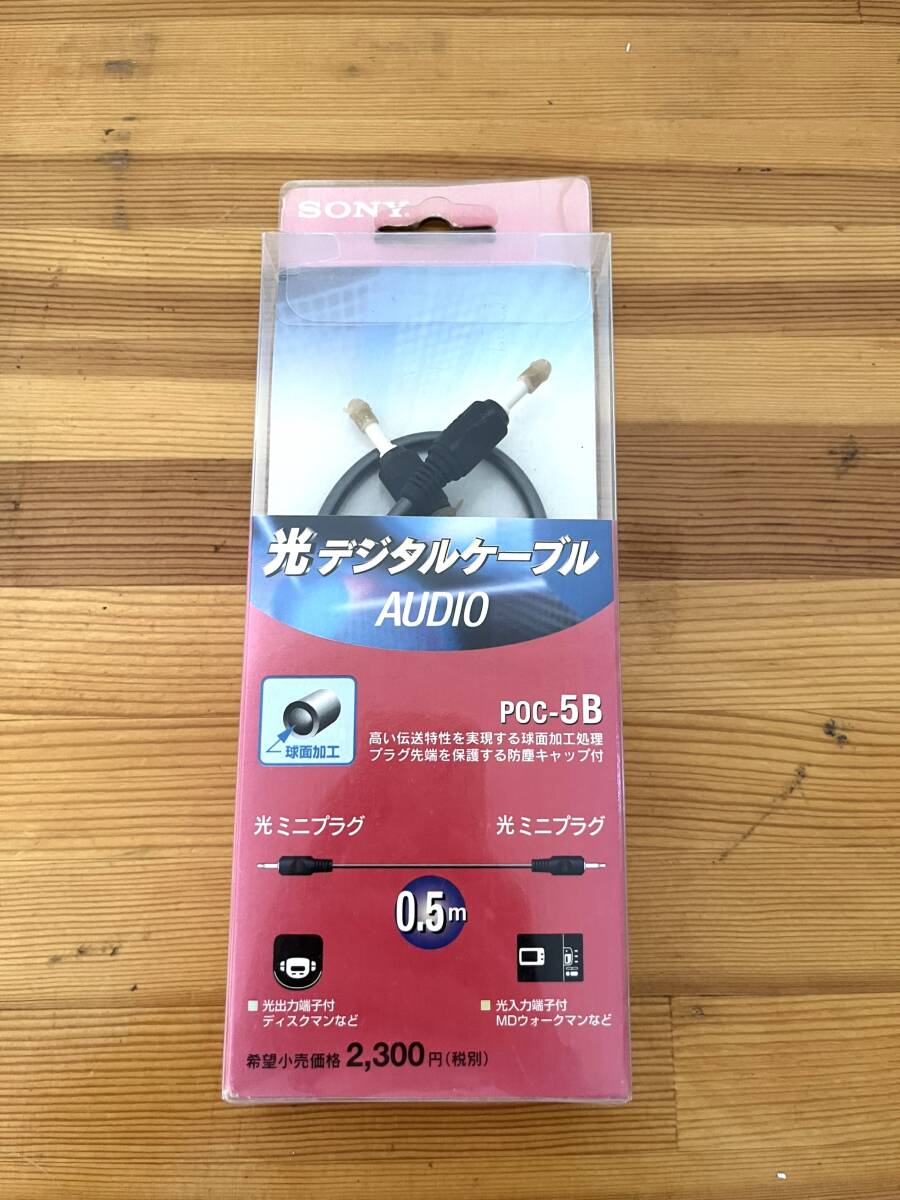 SONY
光デジタルケーブル
AUDIO
球面加工
POC-5B
高い伝送特性を実現する球面加工処理
プラグ先端を保護する防塵キャップ付
光ミニプラグ
光ミニプラグ
0.5m
光出力端子付
ディスクマンなど
光入力端子付
MDウォークマンなど
希望小売価格 2,300円(税別)